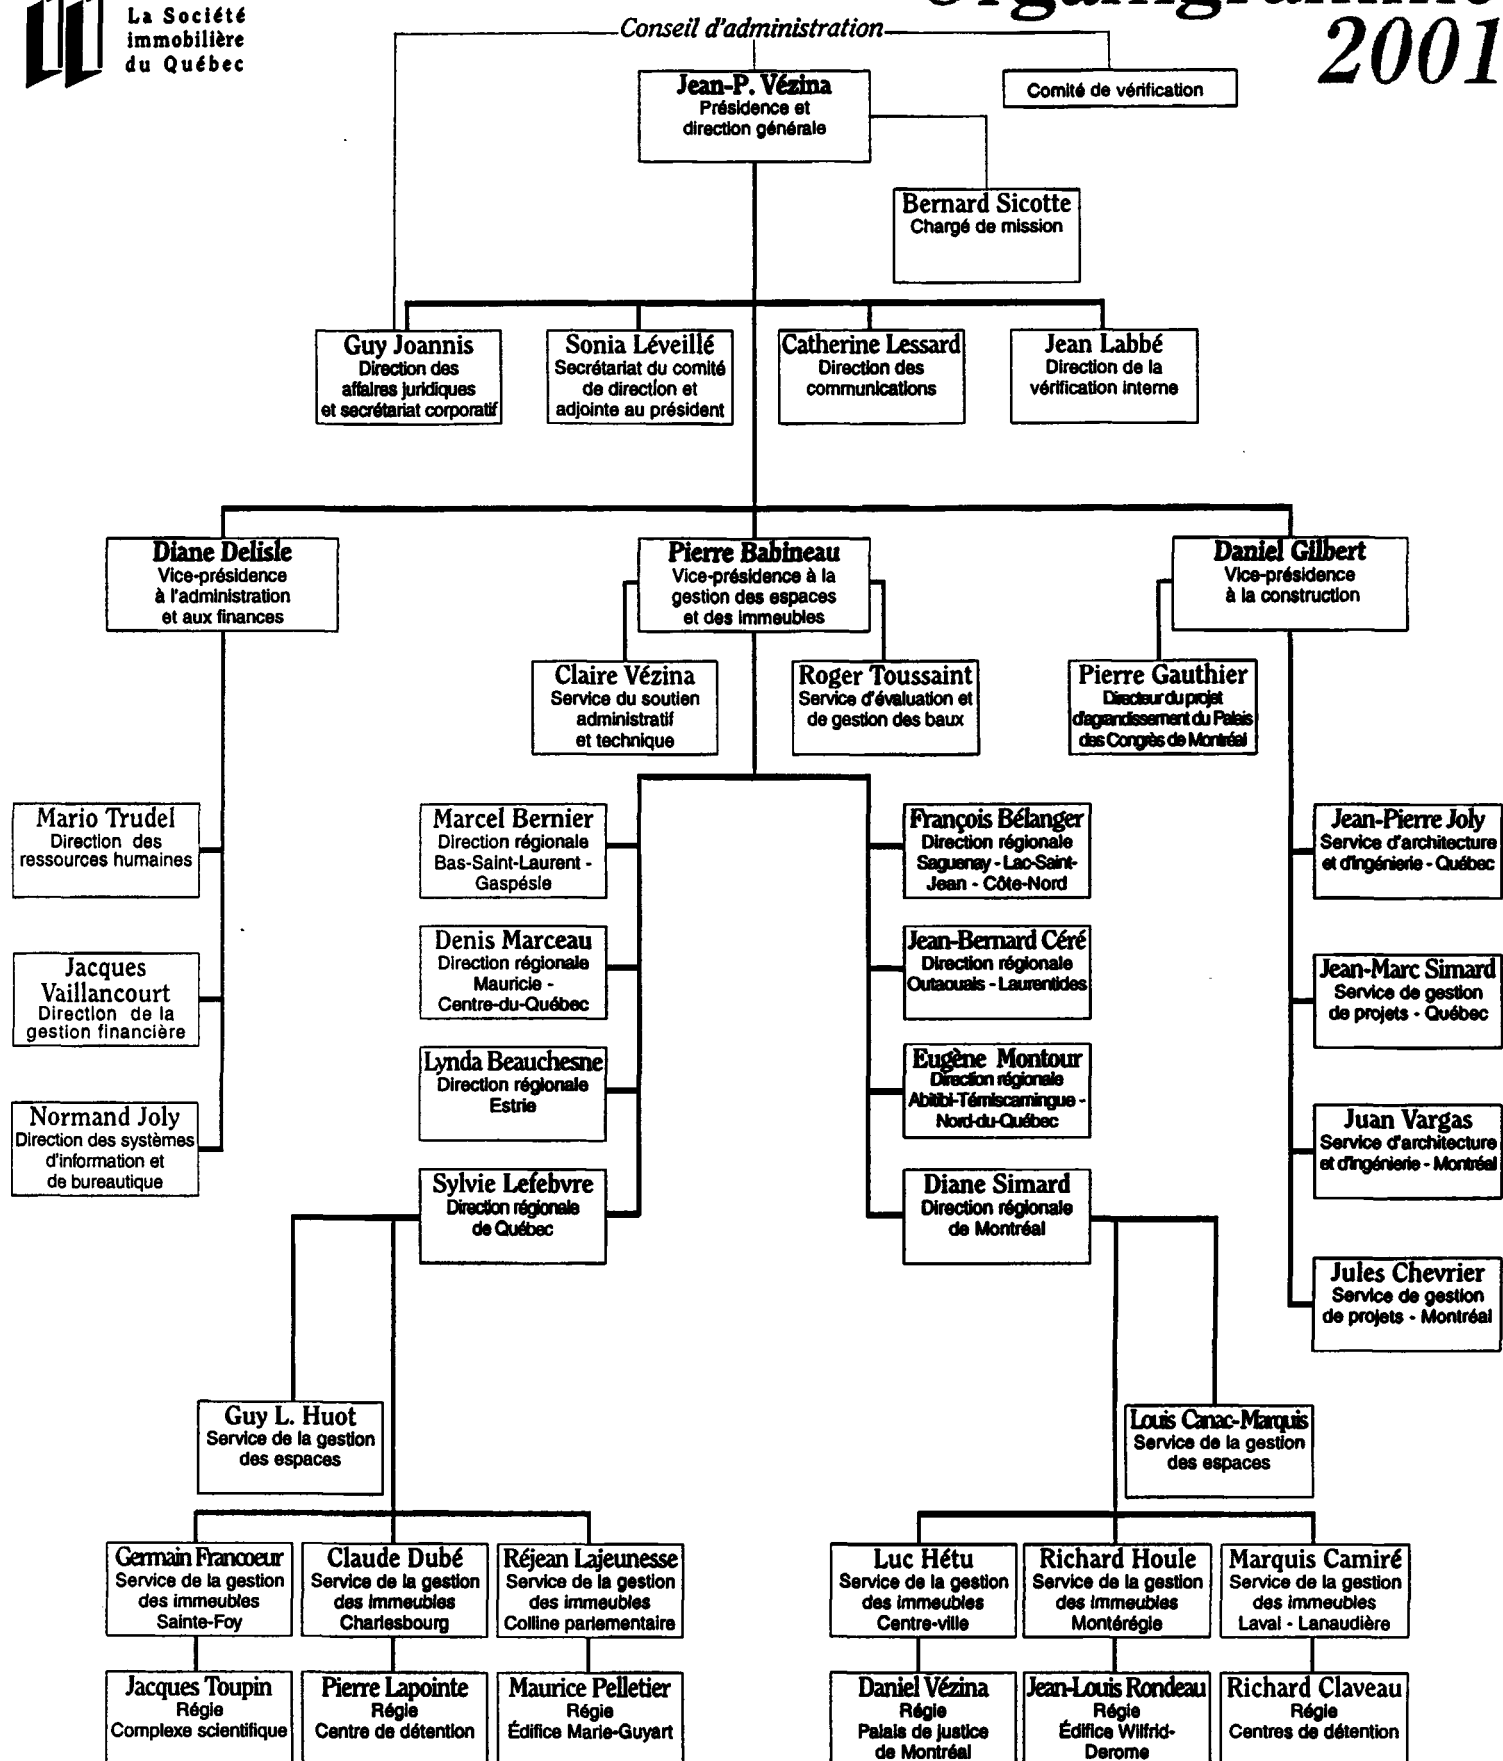 La Société
immobilière
du Québec
Organigramme
2001
Conseil d'administration
Jean-P. Vézina
Présidence et
direction générale
Comité de vérification
Bernard Sicotte
Chargé de mission
Guy Joannis
Direction des
affaires juridiques
et secrétariat corporatif
Sonia Léveillé
Secrétariat du comité
de direction et
adjointe au président
Catherine Lessard
Direction des
communications
Jean Labbé
Direction de la
vérification interne
Diane Delisle
Vice-présidence
à l'administration
et aux finances
Pierre Babineau
Vice-présidence à la
gestion des espaces
et des immeubles
Daniel Gilbert
Vice-présidence
à la construction
Claire Vézina
Service du soutien
administratif
et technique
Roger Toussaint
Service d'évaluation et
de gestion des baux
Pierre Gauthier
Directeur du projet
d'agrandissement du Palais
des Congrès de Montréal
Mario Trudel
Direction des
ressources humaines
Jacques
Vaillancourt
Direction de la
gestion financière
Normand Joly
Direction des systèmes
d'information et
de bureautique
Marcel Bernier
Direction régionale
Bas-Saint-Laurent -
Gaspésie
Denis Marceau
Direction régionale
Mauricie -
Centre-du-Québec
Lynda Beauchesne
Direction régionale
Estrie
Sylvie Lefebvre
Direction régionale
de Québec
François Bélanger
Direction régionale
Saguenay - Lac-Saint-
Jean - Côte-Nord
Jean-Bernard Céré
Direction régionale
Outaouais - Laurentides
Eugène Montour
Direction régionale
Abitibi-Témiscamingue -
Nord-du-Québec
Diane Simard
Direction régionale
de Montréal
Jean-Pierre Joly
Service d'architecture
et d'ingénierie - Québec
Jean-Marc Simard
Service de gestion
de projets - Québec
Juan Vargas
Service d'architecture
et d'ingénierie - Montréal
Jules Chevrier
Service de gestion
de projets - Montréal
Guy L. Huot
Service de la gestion
des espaces
Louis Canac-Marquis
Service de la gestion
des espaces
Germain Francoeur
Service de la gestion
des immeubles
Sainte-Foy
Claude Dubé
Service de la gestion
des immeubles
Charlesbourg
Réjean Lajeunesse
Service de la gestion
des immeubles
Colline parlementaire
Luc Hétu
Service de la gestion
des immeubles
Centre-ville
Richard Houle
Service de la gestion
des immeubles
Montérégie
Marquis Camiré
Service de la gestion
des immeubles
Laval - Lanaudière
Jacques Toupin
Régie
Complexe scientifique
Pierre Lapointe
Régie
Centre de détention
Maurice Pelletier
Régie
Édifice Marie-Guyart
Daniel Vézina
Régie
Palais de justice
de Montréal
Jean-Louis Rondeau
Régie
Édifice Wilfrid-
Derome
Richard Claveau
Régie
Centres de détention